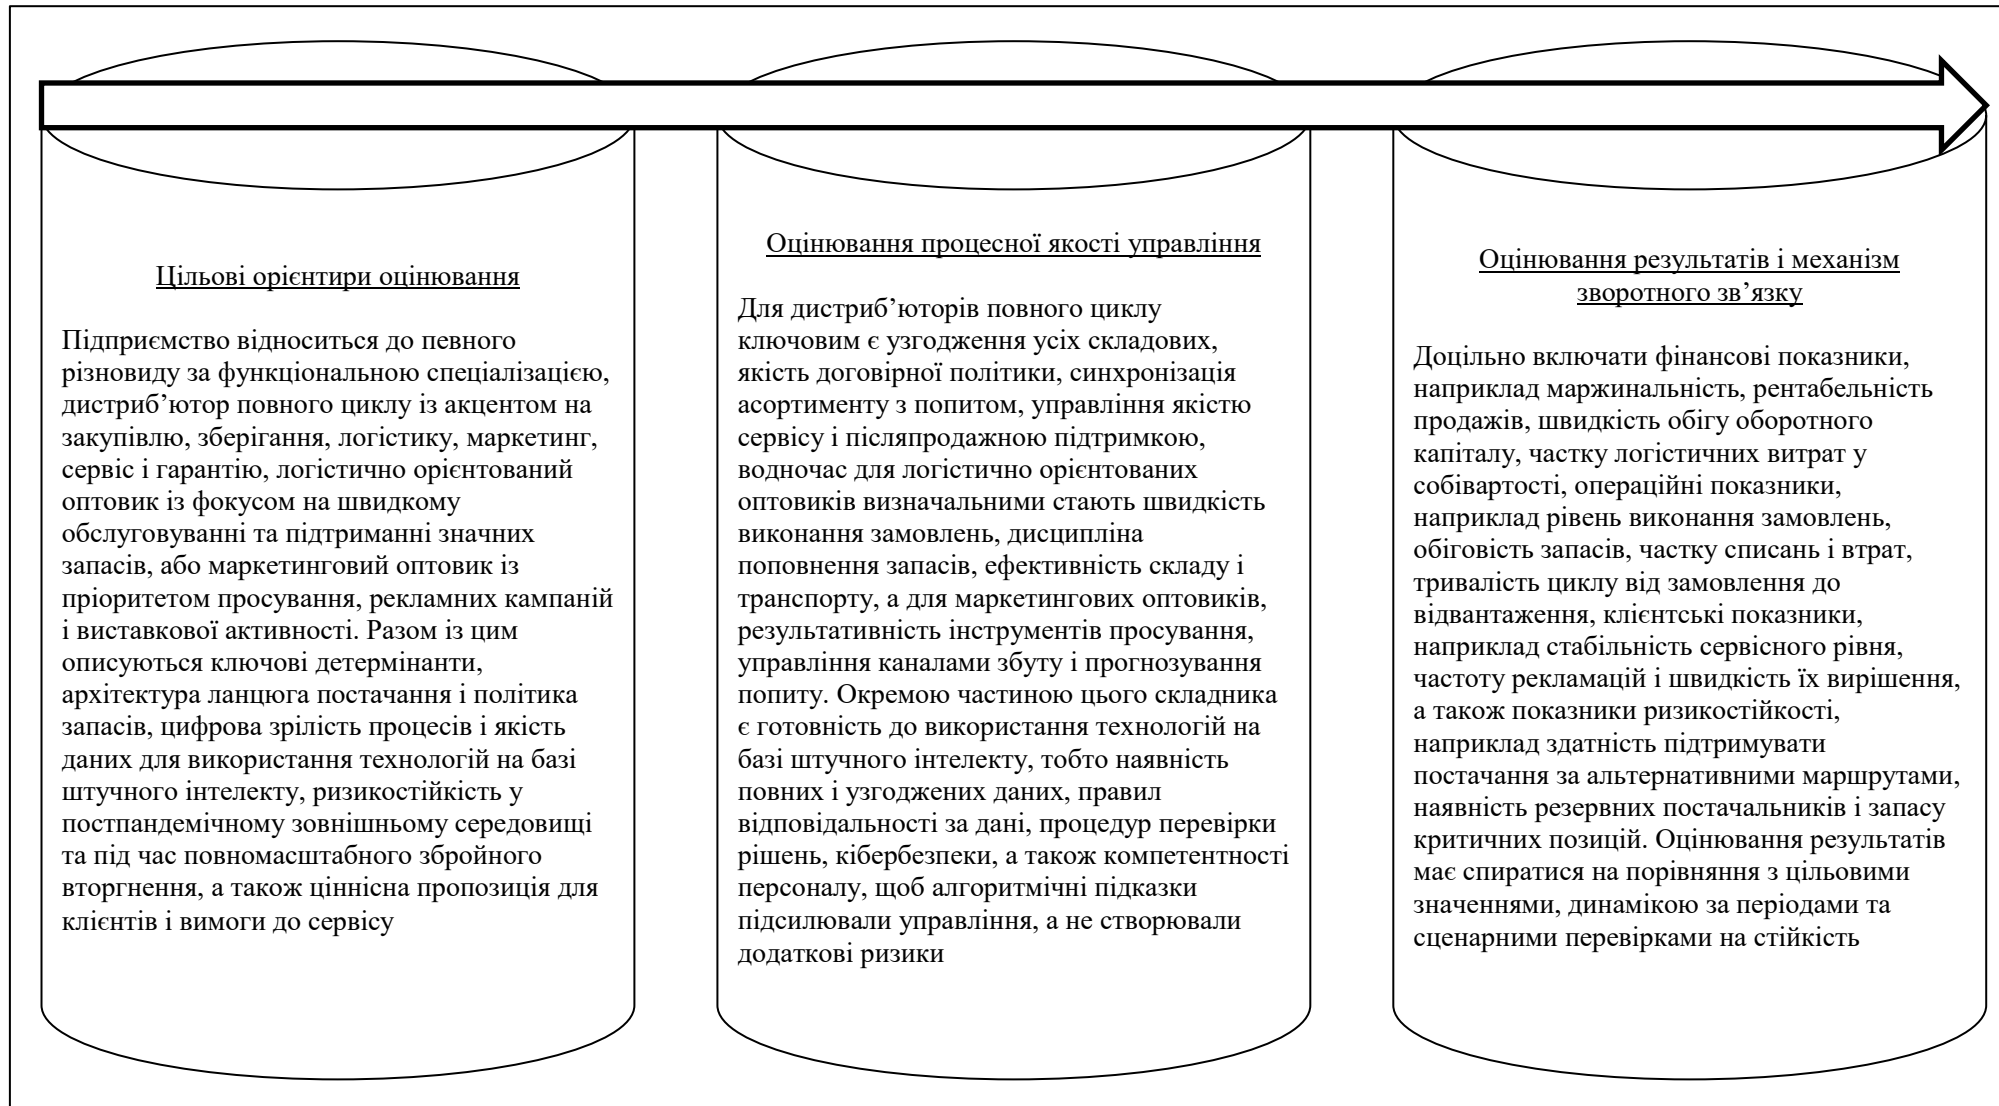 Цільові орієнтири оцінювання
Підприємство відноситься до певного
різновиду за функціональною спеціалізацією,
дистриб’ютор повного циклу із акцентом на
закупівлю, зберігання, логістику, маркетинг,
сервіс і гарантію, логістично орієнтований
оптовик із фокусом на швидкому
обслуговуванні та підтриманні значних
запасів, або маркетинговий оптовик із
пріоритетом просування, рекламних кампаній
і виставкової активності. Разом із цим
описуються ключові детермінанти,
архітектура ланцюга постачання і політика
запасів, цифрова зрілість процесів і якість
даних для використання технологій на базі
штучного інтелекту, ризикостійкість у
постпандемічному зовнішньому середовищі
та під час повномасштабного збройного
вторгнення, а також ціннісна пропозиція для
клієнтів і вимоги до сервісу
Оцінювання процесної якості управління
Для дистриб’юторів повного циклу
ключовим є узгодження усіх складових,
якість договірної політики, синхронізація
асортименту з попитом, управління якістю
сервісу і післяпродажною підтримкою,
водночас для логістично орієнтованих
оптовиків визначальними стають швидкість
виконання замовлень, дисципліна
поповнення запасів, ефективність складу і
транспорту, а для маркетингових оптовиків,
результативність інструментів просування,
управління каналами збуту і прогнозування
попиту. Окремою частиною цього складника
є готовність до використання технологій на
базі штучного інтелекту, тобто наявність
повних і узгоджених даних, правил
відповідальності за дані, процедур перевірки
рішень, кібербезпеки, а також компетентності
персоналу, щоб алгоритмічні підказки
підсилювали управління, а не створювали
додаткові ризики
Оцінювання результатів і механізм
зворотного зв’язку
Доцільно включати фінансові показники,
наприклад маржинальність, рентабельність
продажів, швидкість обігу оборотного
капіталу, частку логістичних витрат у
собівартості, операційні показники,
наприклад рівень виконання замовлень,
обіговість запасів, частку списань і втрат,
тривалість циклу від замовлення до
відвантаження, клієнтські показники,
наприклад стабільність сервісного рівня,
частоту рекламацій і швидкість їх вирішення,
а також показники ризикостійкості,
наприклад здатність підтримувати
постачання за альтернативними маршрутами,
наявність резервних постачальників і запасу
критичних позицій. Оцінювання результатів
має спиратися на порівняння з цільовими
значеннями, динамікою за періодами та
сценарними перевірками на стійкість